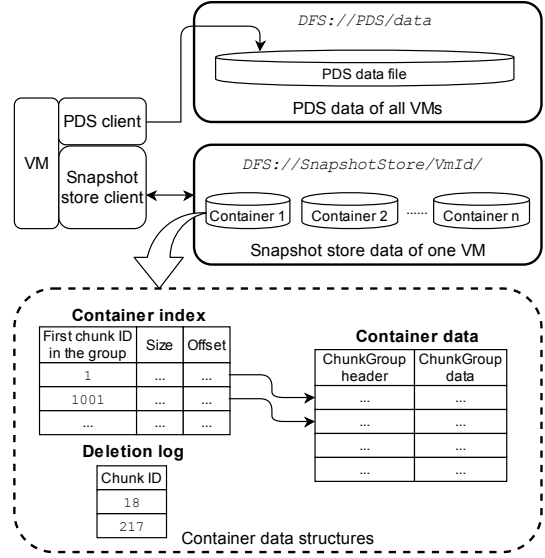 DFS://PDS/data
PDS data file
PDS data of all VMs
VM
PDS client
Snapshot
store client
DFS://SnapshotStore/VmId/
Container 1
Container 2
......
Container n
Snapshot store data of one VM
Container index
First chunk ID
in the group
Size
Offset
1
...
...
1001
...
...
...
...
...
Container data
ChunkGroup
header
ChunkGroup
data
...
...
...
...
...
...
...
...
Deletion log
Chunk ID
18
217
Container data structures